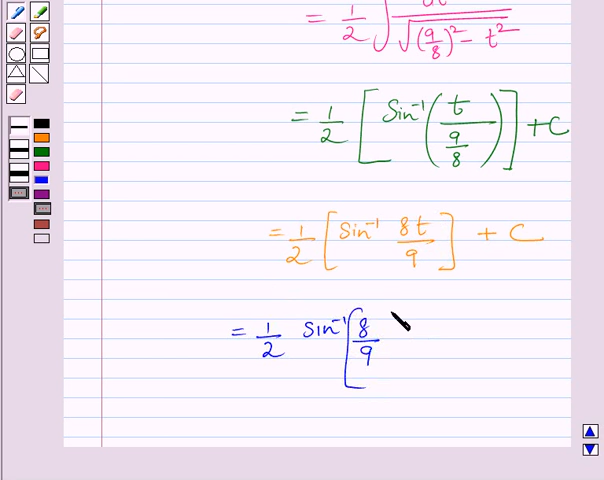 = 1/2 ∫ dt / √((9/8)² − t²)
= 1/2 [ Sin⁻¹ ( t / (9/8) ) ] + C
= 1/2 [ Sin⁻¹ 8t/9 ] + C
= 1/2 Sin⁻¹ [ 8/9